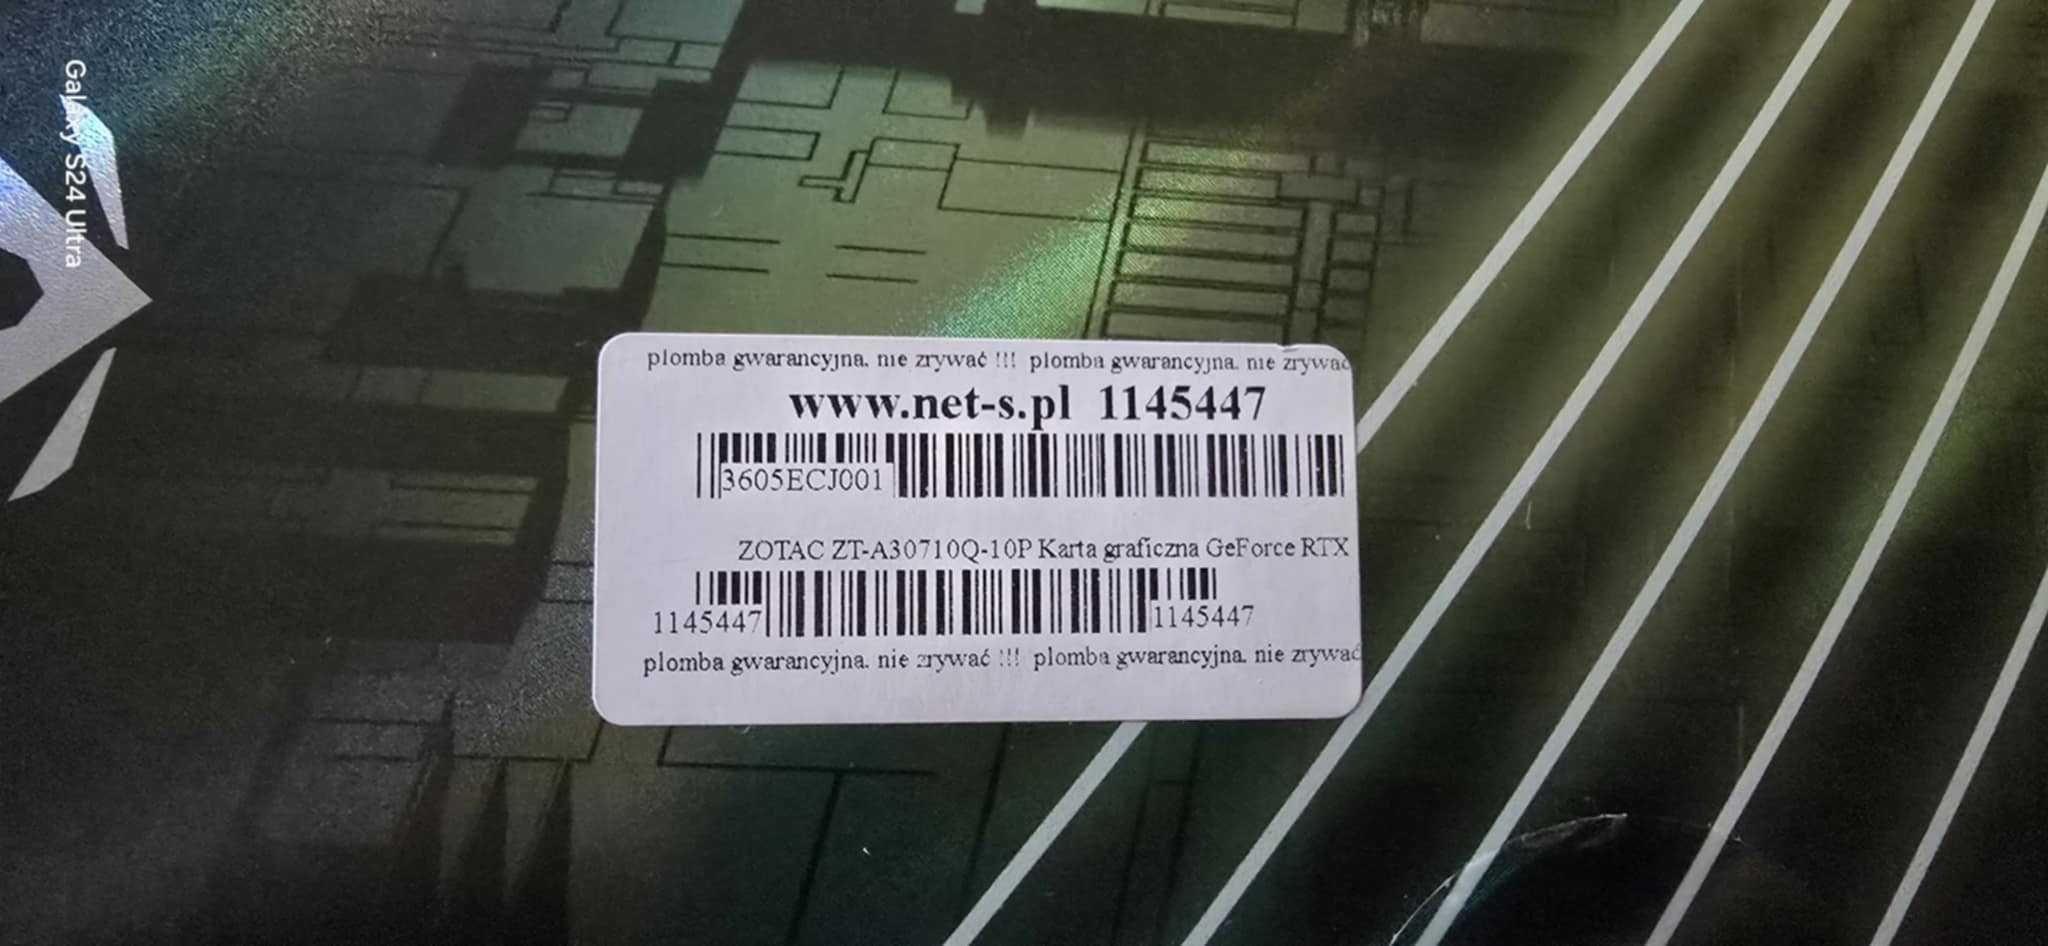 Galaxy S24 Ultra
plomba gwarancyjna. nie zrywać !!! plomba gwarancyjna. nie zrywać
www.net-s.pl 1145447
3605ECJ001
ZOTAC ZT-A30710Q-10P Karta graficzna GeForce RTX
1145447 1145447
plomba gwarancyjna. nie zrywać !!! plomba gwarancyjna. nie zrywać